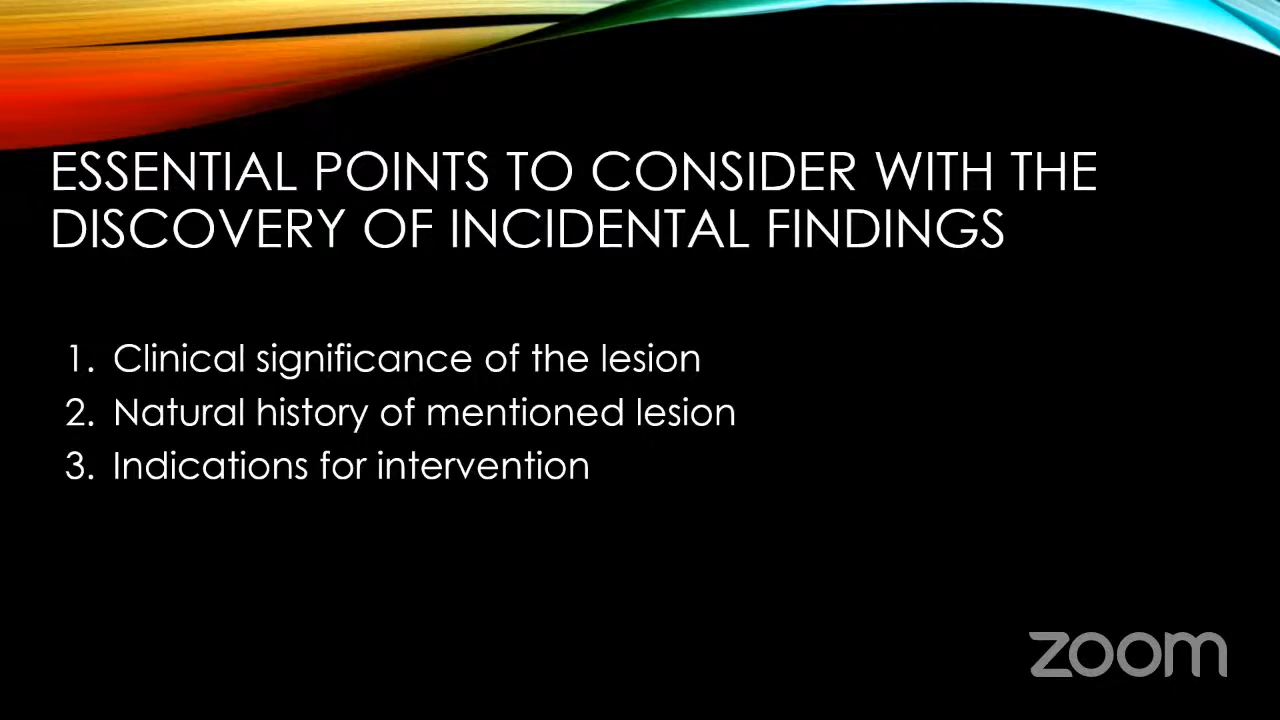 ESSENTIAL POINTS TO CONSIDER WITH THE
DISCOVERY OF INCIDENTAL FINDINGS
1. Clinical significance of the lesion
2. Natural history of mentioned lesion
3. Indications for intervention
zoom